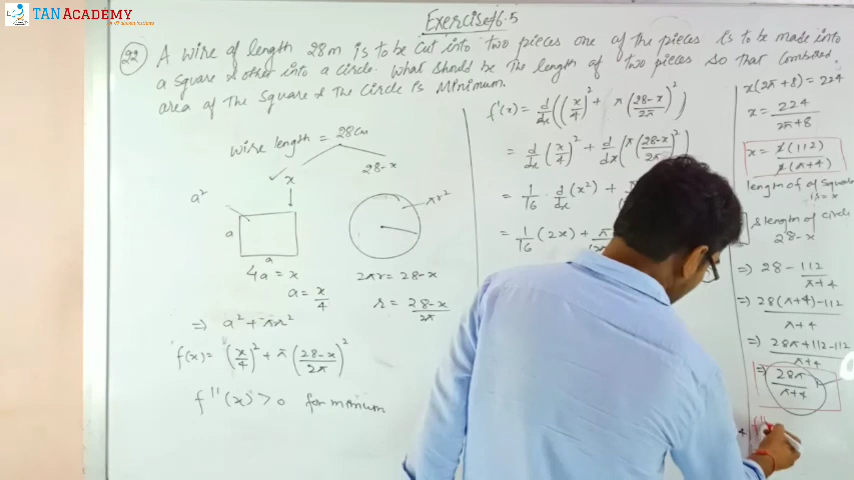 TAN ACADEMY
Exercise 6.5
22 A wire of length 28m is to be cut into two pieces one of the pieces is to be made into
a square & other into a circle. What should be the length of two pieces so that combined
area of the square & the circle is minimum.
wire length = 28cm
x
28-x
a²
a
a
4a = x
a = x/4
πr²
2πr = 28-x
r = 28-x/2π
=> a² + πr²
f(x) = (x/4)² + π(28-x/2π)²
f''(x) > 0 for minium
f'(x) = d/dx((x/4)² + π(28-x/2π)²)
= d/dx(x/4)² + d/dx(π(28-x/2π)²)
= 1/16 · d/dx(x²) +
= 1/16(2x) + π
x(2π+8) = 224
x = 224/2π+8
x = 2(112)/2(π+4)
length of of square
is = x
& length of circle
28-x
=> 28 - 112/π+4
=> 28(π+4)-112/π+4
=> 28π+112-112/π+4
=> 28π/π+4